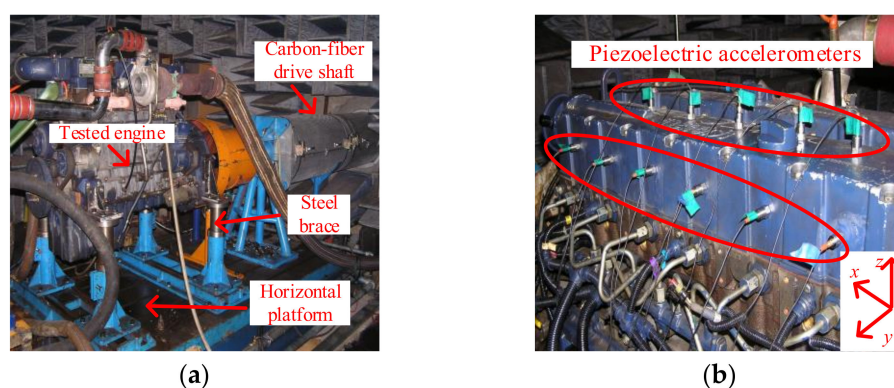 Carbon-fiber
drive shaft
Tested engine
Steel
brace
Horizontal
platform
(a)
Piezoelectric accelerometers
z
x
y
(b)